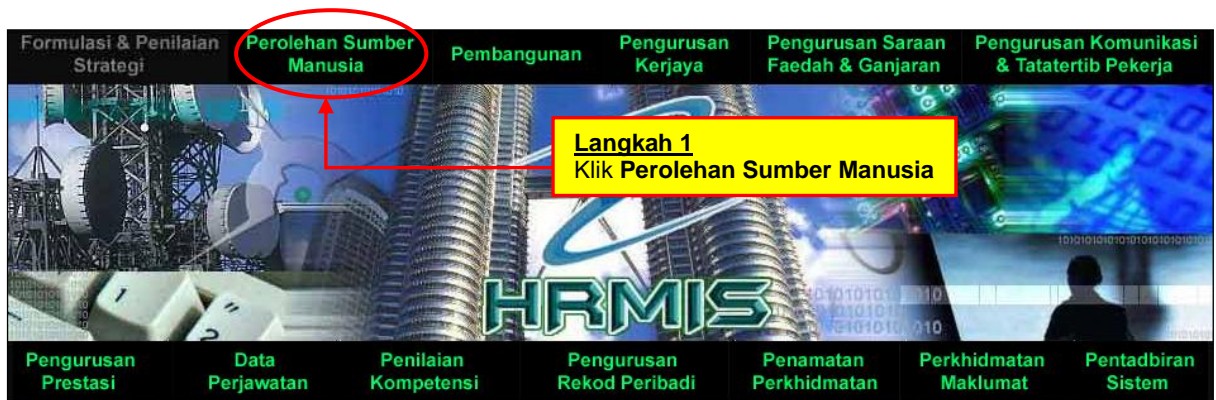 Formulasi & Penilaian
Strategi
Perolehan Sumber
Manusia
Pembangunan
Pengurusan
Kerjaya
Pengurusan Saraan
Faedah & Ganjaran
Pengurusan Komunikasi
& Tatatertib Pekerja
Langkah 1
Klik Perolehan Sumber Manusia
HRMIS
Pengurusan
Prestasi
Data
Perjawatan
Penilaian
Kompetensi
Pengurusan
Rekod Peribadi
Penamatan
Perkhidmatan
Perkhidmatan
Maklumat
Pentadbiran
Sistem